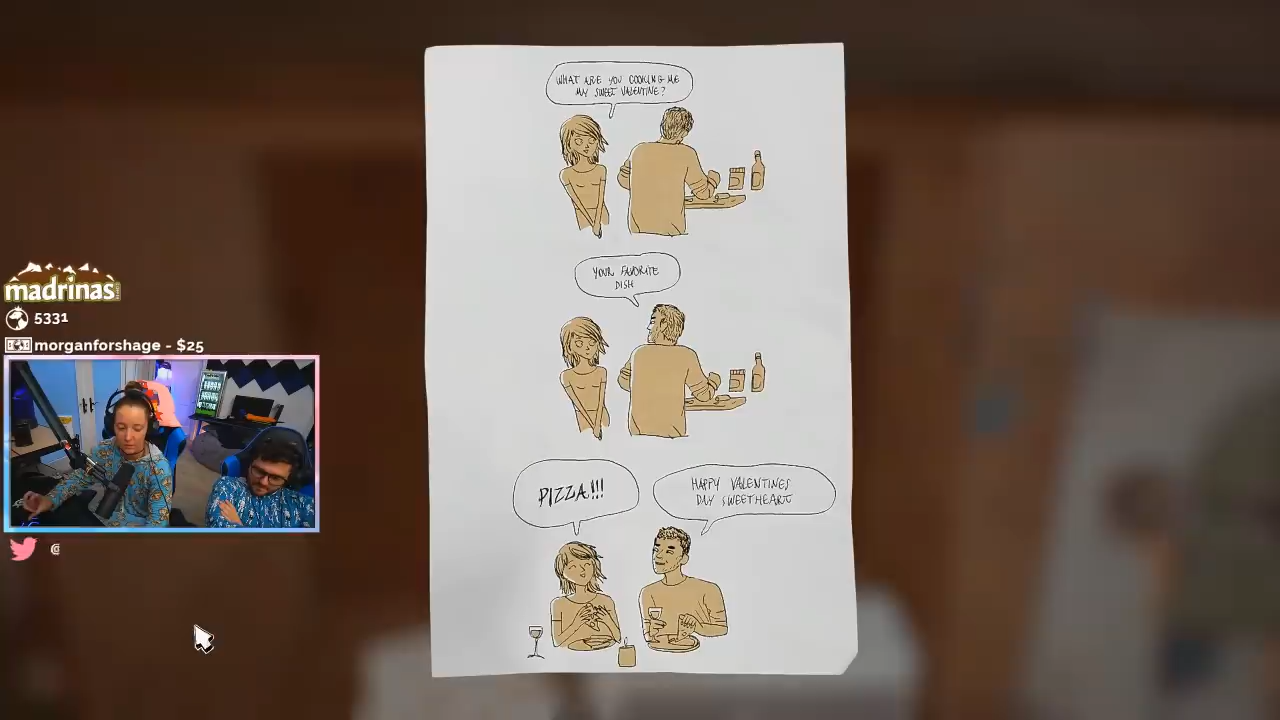 WHAT ARE YOU COOKING ME
MY SWEET VALENTINE?
YOUR FAVORITE
DISH
PIZZA!!!
HAPPY VALENTINES
DAY SWEETHEART
madrinas
5331
morganforshage - $25
@